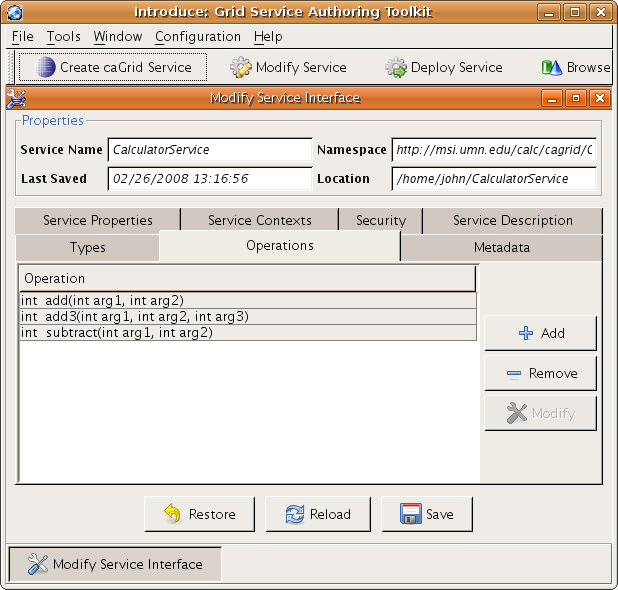 Introduce: Grid Service Authoring Toolkit
File Tools Window Configuration Help
Create caGrid Service Modify Service Deploy Service Browse
Modify Service Interface
Properties
Service Name CalculatorService Namespace http://msi.umn.edu/calc/cagrid/C
Last Saved 02/26/2008 13:16:56 Location /home/john/CalculatorService
Service Properties Service Contexts Security Service Description
Types Operations Metadata
Operation
int add(int arg1, int arg2)
int add3(int arg1, int arg2, int arg3)
int subtract(int arg1, int arg2)
Add
Remove
Modify
Restore Reload Save
Modify Service Interface